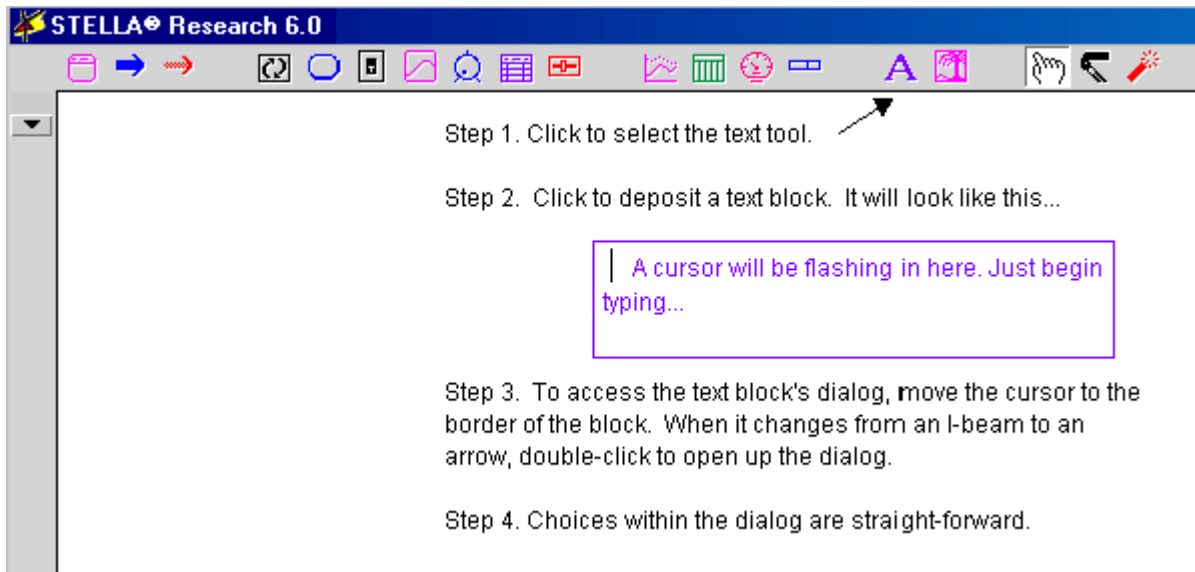 STELLA® Research 6.0
A
Step 1. Click to select the text tool.
Step 2.  Click to deposit a text block.  It will look like this...
A cursor will be flashing in here. Just begin
typing...
Step 3.  To access the text block's dialog, move the cursor to the
border of the block.  When it changes from an I-beam to an
arrow, double-click to open up the dialog.
Step 4. Choices within the dialog are straight-forward.